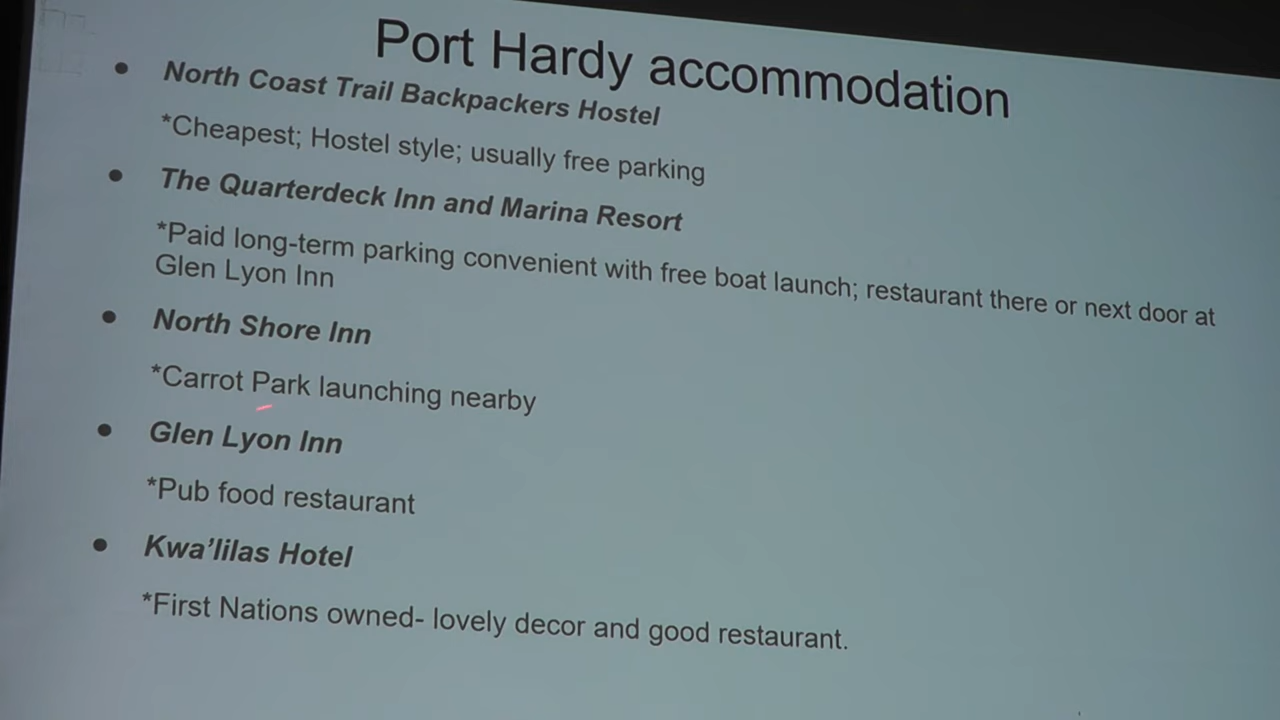 Port Hardy accommodation
• North Coast Trail Backpackers Hostel
*Cheapest; Hostel style; usually free parking
• The Quarterdeck Inn and Marina Resort
*Paid long-term parking convenient with free boat launch; restaurant there or next door at
Glen Lyon Inn
• North Shore Inn
*Carrot Park launching nearby
• Glen Lyon Inn
*Pub food restaurant
• Kwa'lilas Hotel
*First Nations owned- lovely decor and good restaurant.